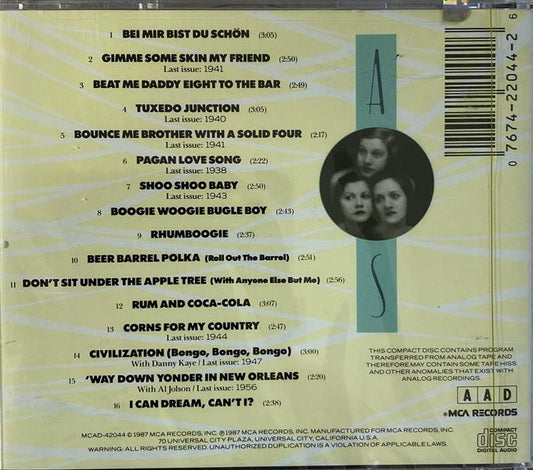 1 BEI MIR BIST DU SCHÖN (3:05)
2 GIMME SOME SKIN MY FRIEND (2:50)
Last issue: 1941
3 BEAT ME DADDY EIGHT TO THE BAR (2:49)
4 TUXEDO JUNCTION (3:05)
Last issue: 1940
5 BOUNCE ME BROTHER WITH A SOLID FOUR (2:17)
Last issue: 1941
6 PAGAN LOVE SONG (2:22)
Last issue: 1938
7 SHOO SHOO BABY (2:50)
Last issue: 1943
8 BOOGIE WOOGIE BUGLE BOY (2:43)
9 RHUMBOOGIE (2:37)
10 BEER BARREL POLKA (Roll Out The Barrel) (2:51)
11 DON'T SIT UNDER THE APPLE TREE (With Anyone Else But Me) (2:56)
12 RUM AND COCA-COLA (3:07)
13 CORNS FOR MY COUNTRY (2:47)
Last issue: 1944
14 CIVILIZATION (Bongo, Bongo, Bongo) (3:00)
With Danny Kaye / Last issue: 1947
15 'WAY DOWN YONDER IN NEW ORLEANS
With Al Jolson / Last issue: 1956
16 I CAN DREAM, CAN'T I? (2:38)
A
S
0 76742-2044-2 6
THIS COMPACT DISC CONTAINS PROGRAM
TRANSFERRED FROM ANALOG TAPE AND
THEREFORE MAY CONTAIN SOME TAPE HISS
AND OTHER ANOMALIES THAT EXIST WITH
ANALOG RECORDINGS.
A A D
MCA RECORDS
MCAD-42044 © 1987 MCA RECORDS, INC. ℗ 1987 MCA RECORDS, INC. MANUFACTURED FOR MCA RECORDS, INC.
70 UNIVERSAL CITY PLAZA, UNIVERSAL CITY, CALIFORNIA U.S.A.
WARNING: ALL RIGHTS RESERVED. UNAUTHORIZED DUPLICATION IS A VIOLATION OF APPLICABLE LAWS.
COMPACT
disc
DIGITAL AUDIO